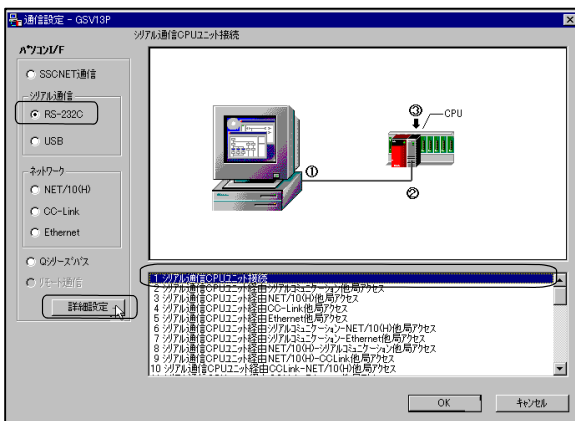 通信設定 - GSV13P
シリアル通信CPUユニット接続
パソコンI/F
SSCNET通信
シリアル通信
RS-232C
USB
ネットワーク
NET/10(H)
CC-Link
Ethernet
Qシリーズバス
リモート通信
詳細設定
①
②
③
CPU
1 シリアル通信CPUユニット接続
2 シリアル通信CPUユニット経由シリアルコミュニケーション他局アクセス
3 シリアル通信CPUユニット経由NET/10(H)他局アクセス
4 シリアル通信CPUユニット経由CC-Link他局アクセス
5 シリアル通信CPUユニット経由Ethernet他局アクセス
6 シリアル通信CPUユニット経由シリアルコミュニケーション-NET/10(H)他局アクセス
7 シリアル通信CPUユニット経由シリアルコミュニケーション-Ethernet他局アクセス
8 シリアル通信CPUユニット経由NET/10(H)-シリアルコミュニケーション他局アクセス
9 シリアル通信CPUユニット経由NET/10(H)-CCLink他局アクセス
10 シリアル通信CPUユニット経由CCLink-NET/10(H)他局アクセス
OK
キャンセル